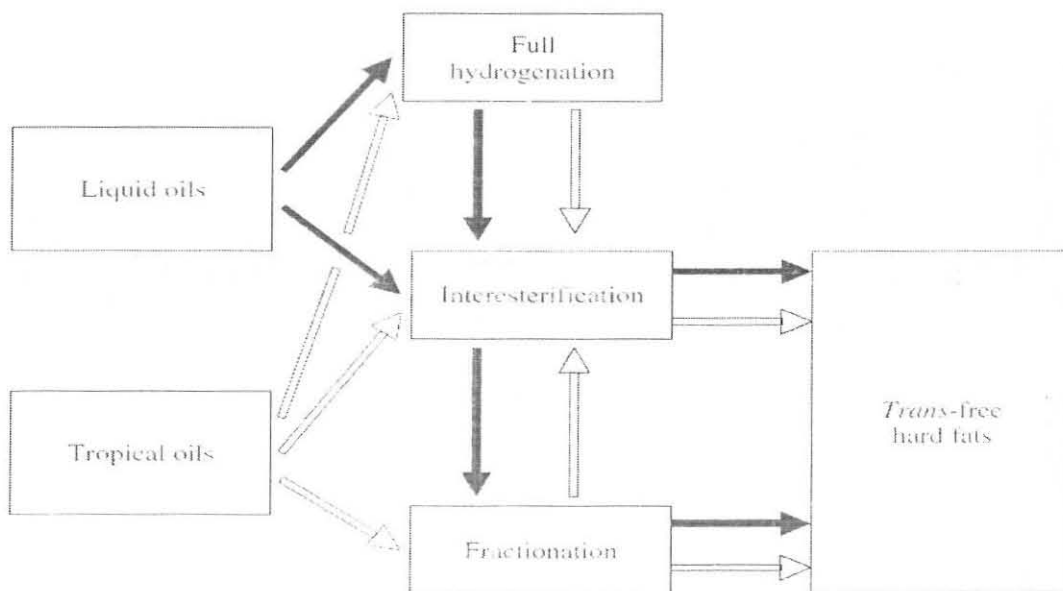 Full
hydrogenation
Liquid oils
Interesterification
Trans-free
hard fats
Tropical oils
Fractionation